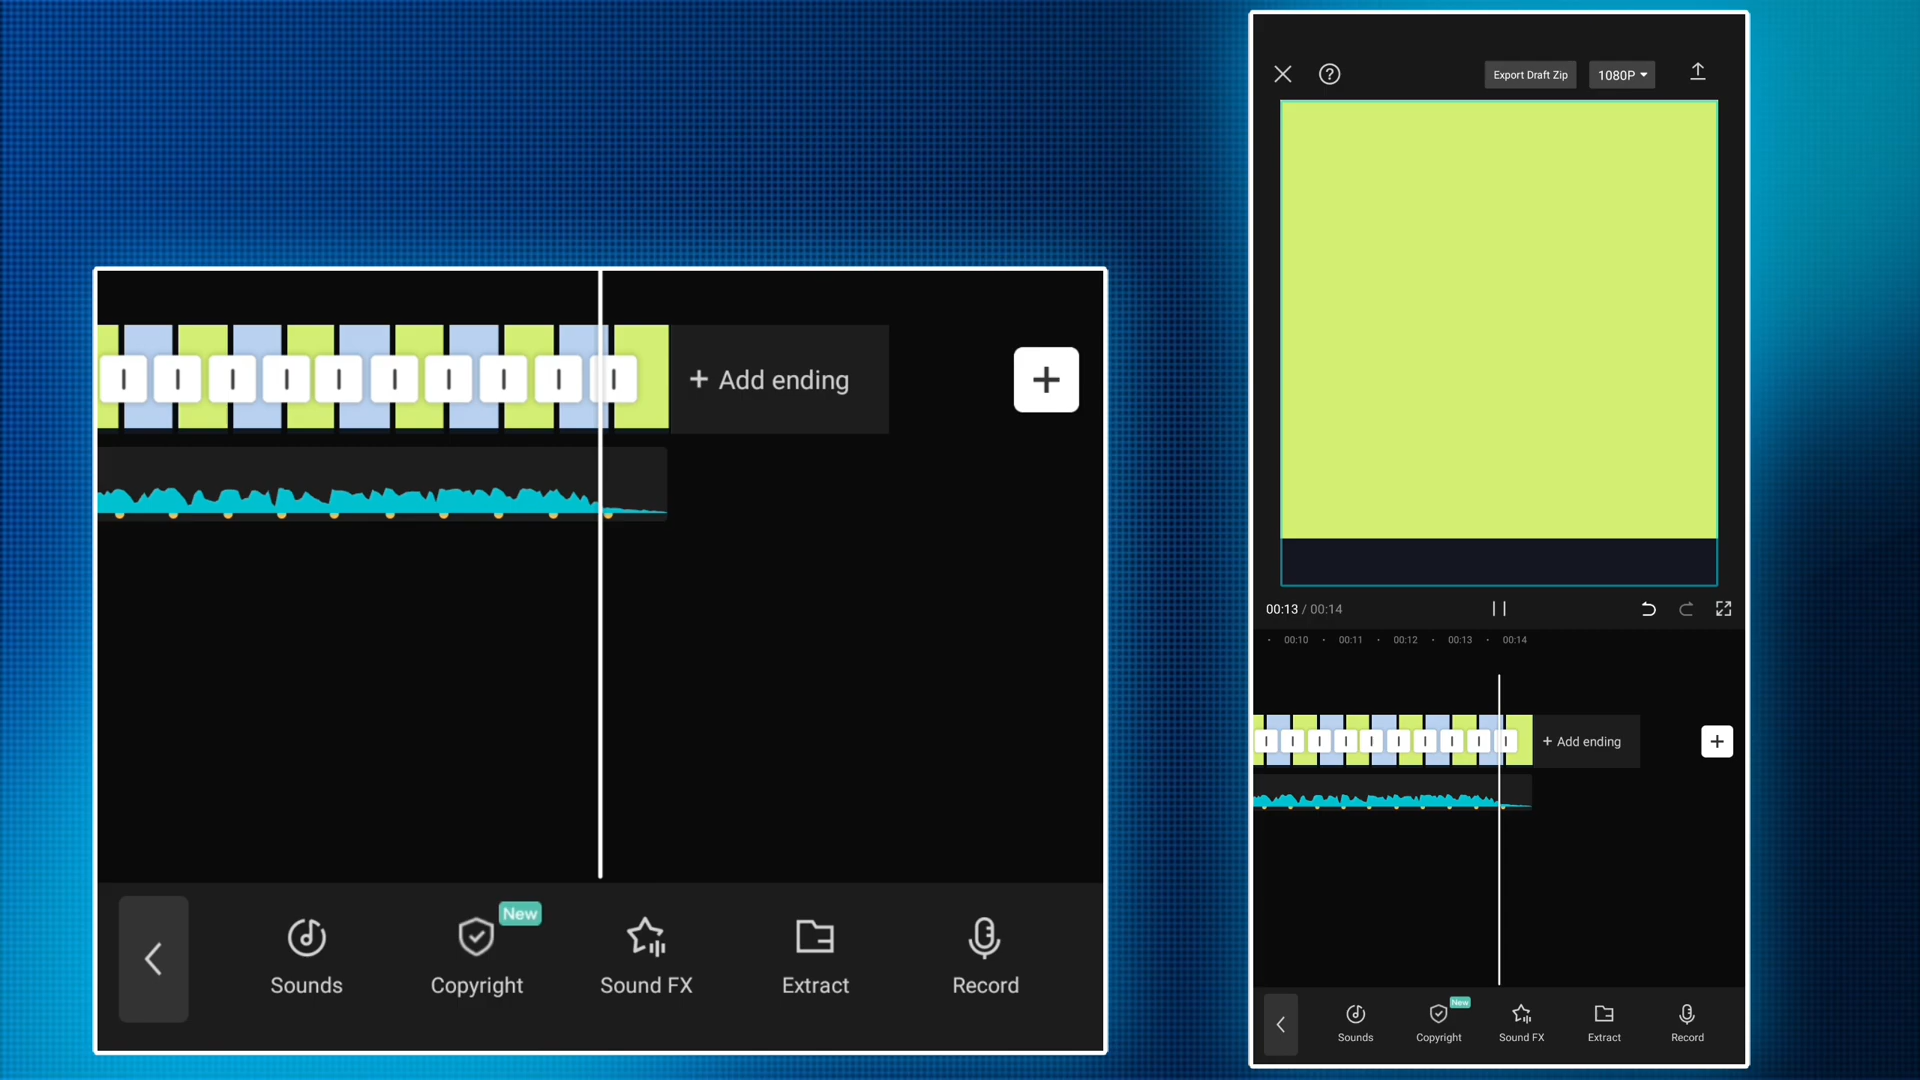 + Add ending
New
Sounds
Copyright
Sound FX
Extract
Record
Export Draft Zip
1080P
00:13 / 00:14
00:10
00:11
00:12
00:13
00:14
+ Add ending
New
Sounds
Copyright
Sound FX
Extract
Record